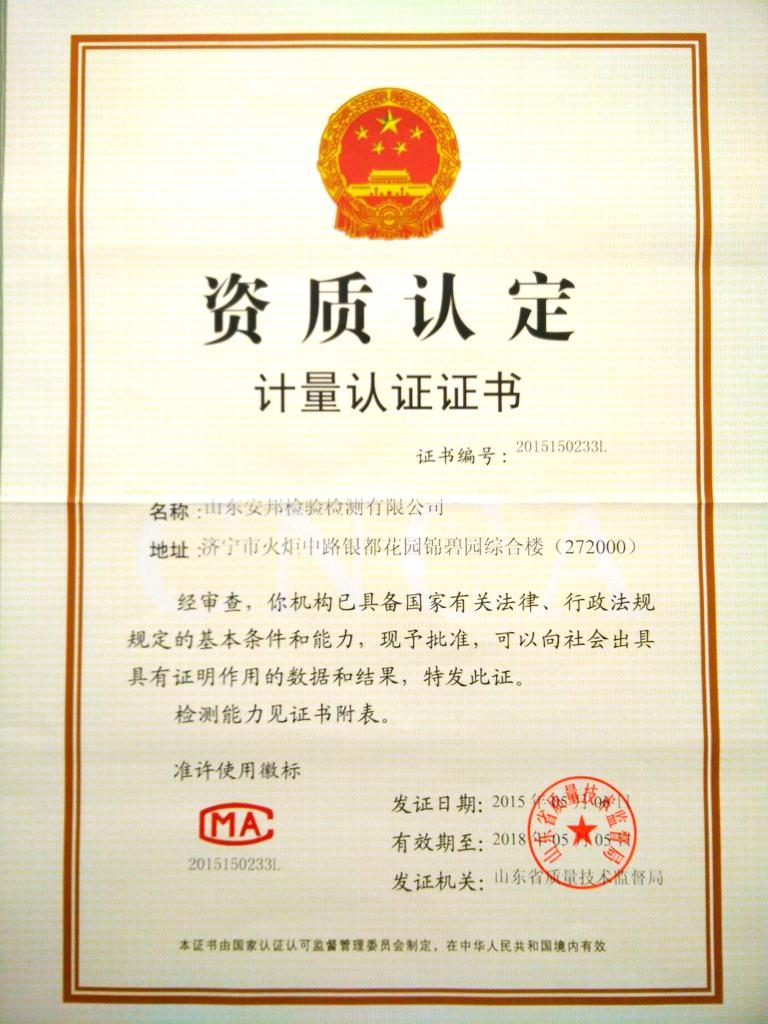 资质认定
计量认证证书
证书编号：2015150233L
名称：山东安邦检验检测有限公司
地址：济宁市火炬中路银都花园锦碧园综合楼（272000）
经审查，你机构已具备国家有关法律、行政法规
规定的基本条件和能力，现予批准，可以向社会出具
具有证明作用的数据和结果，特发此证。
检测能力见证书附表。
准许使用徽标
MA
2015150233L
发证日期：2015年05月06日
有效期至：2018年05月05日
发证机关：山东省质量技术监督局
山东省质量技术监督局
本证书由国家认证认可监督管理委员会制定，在中华人民共和国境内有效